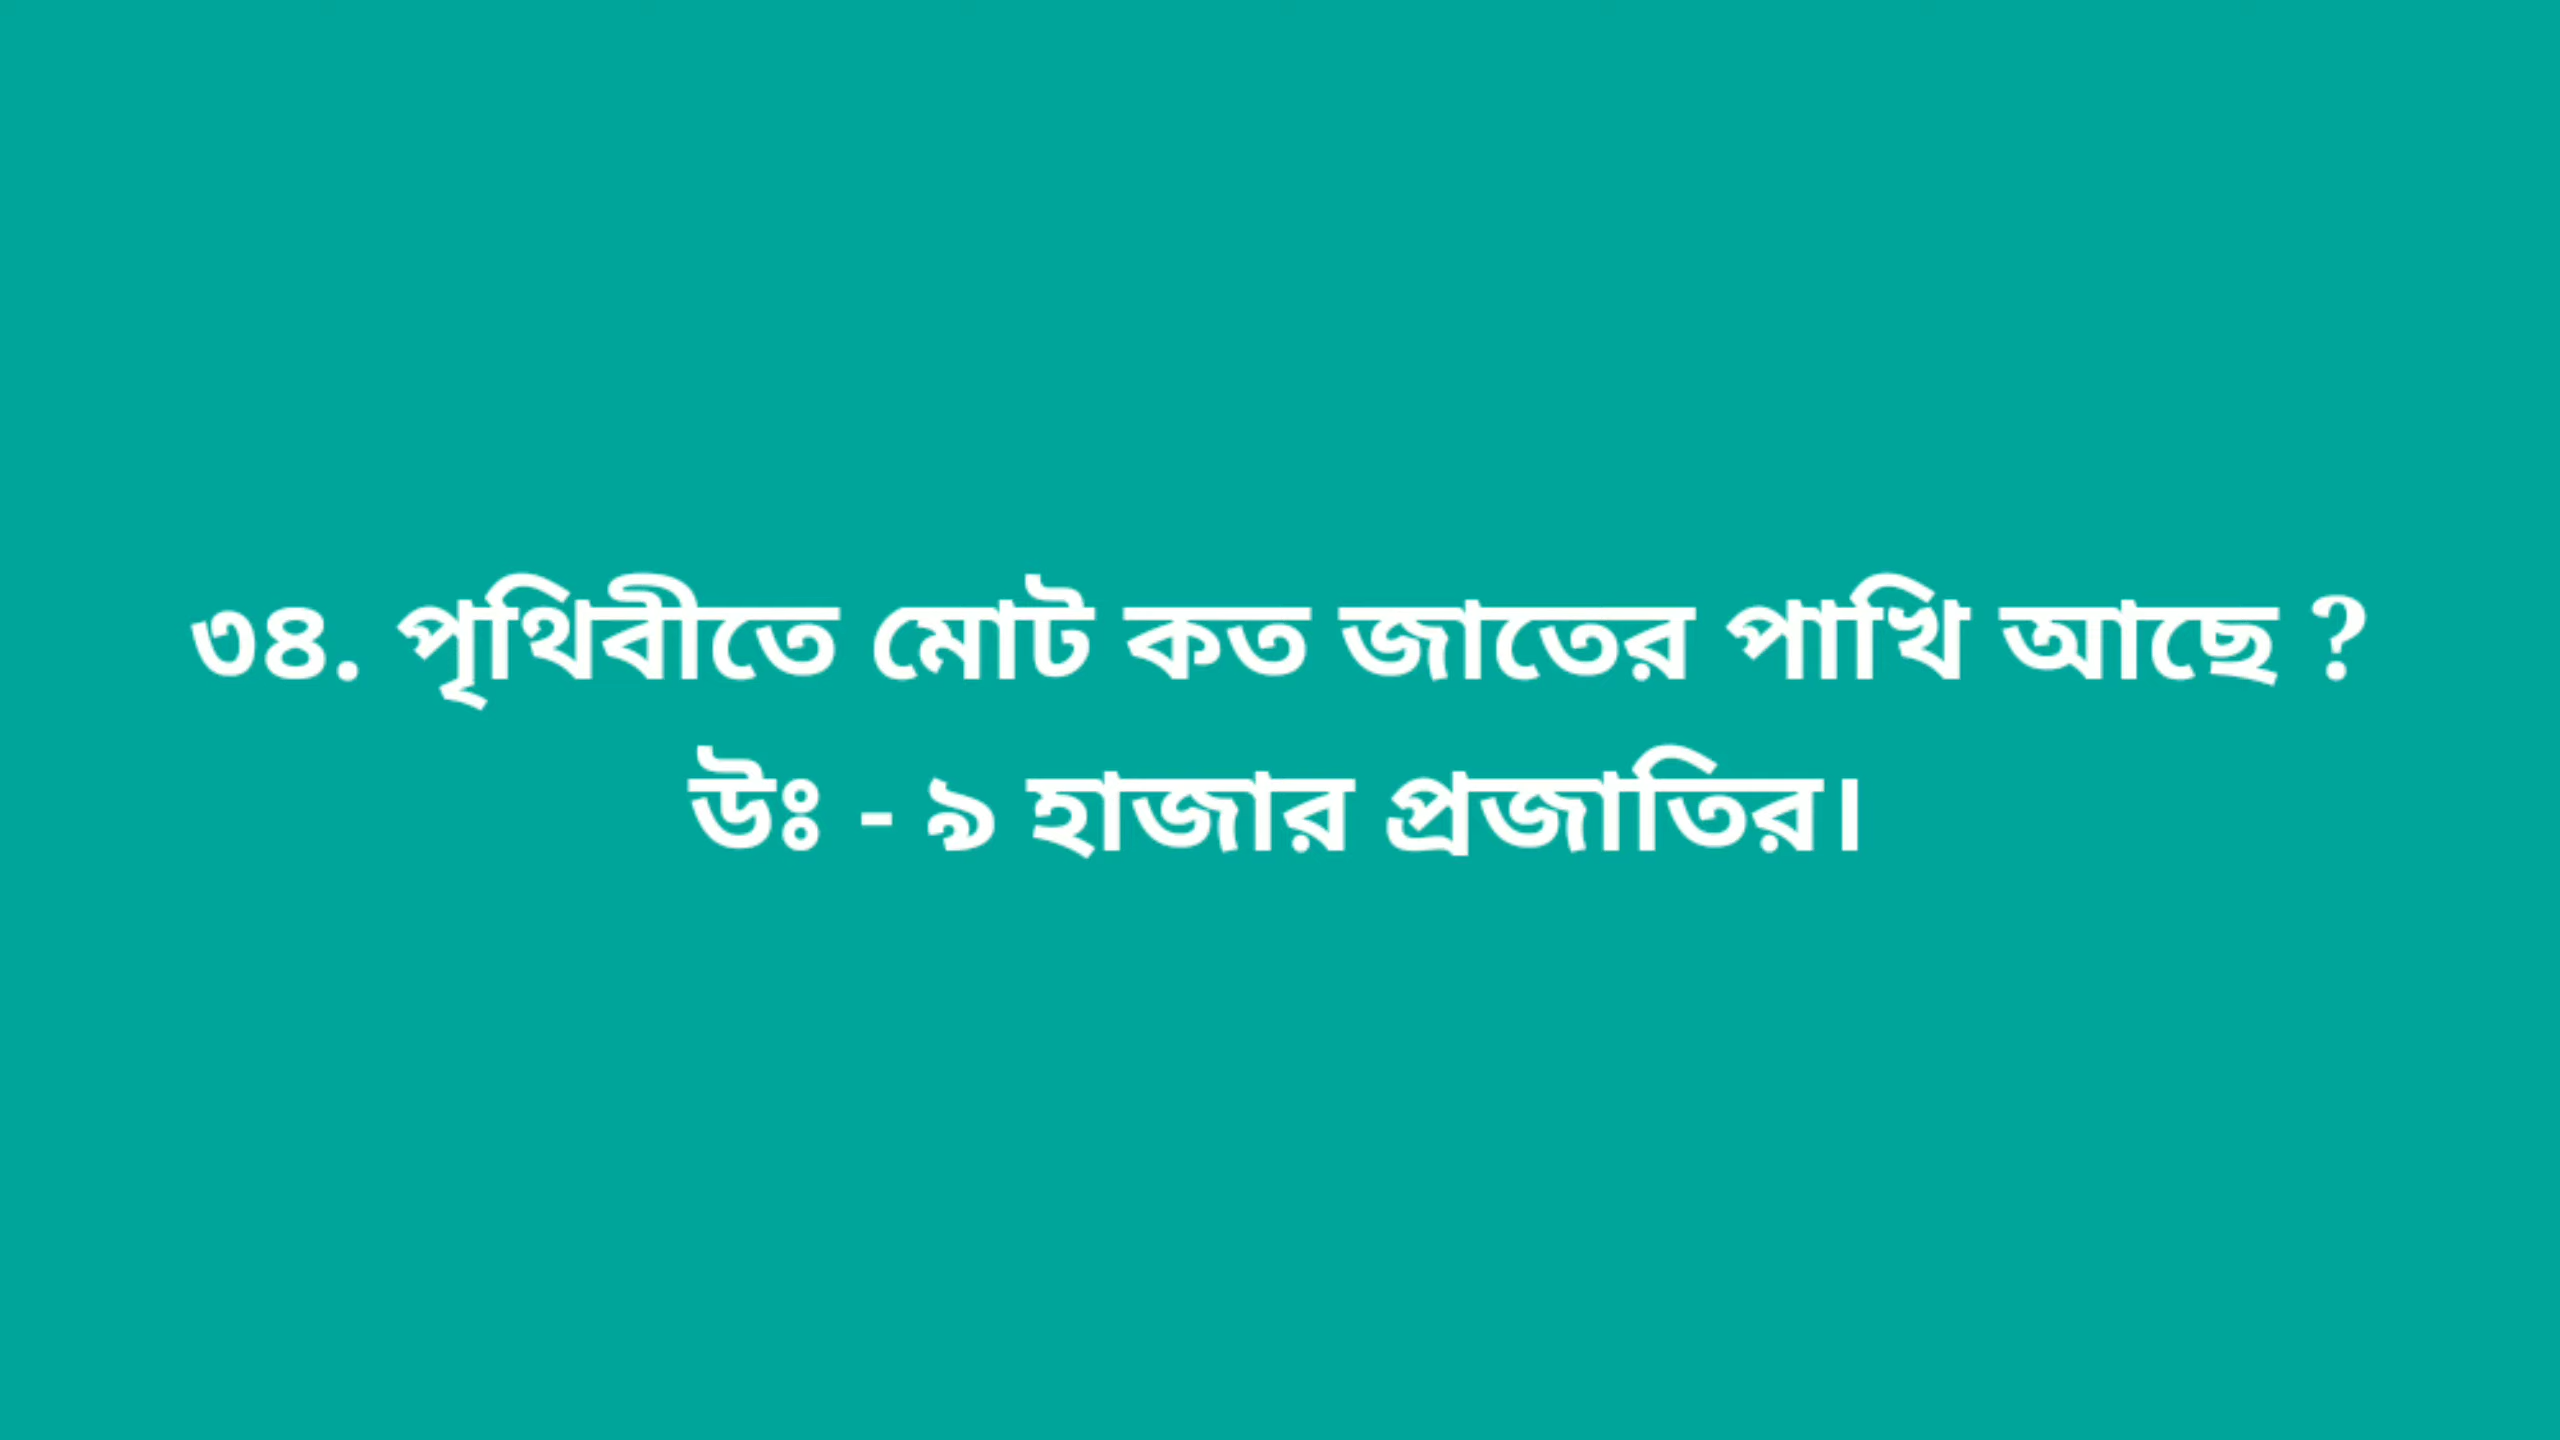 ৩৪. পৃথিবীতে মোট কত জাতের পাখি আছে ?
উঃ - ৯ হাজার প্রজাতির।